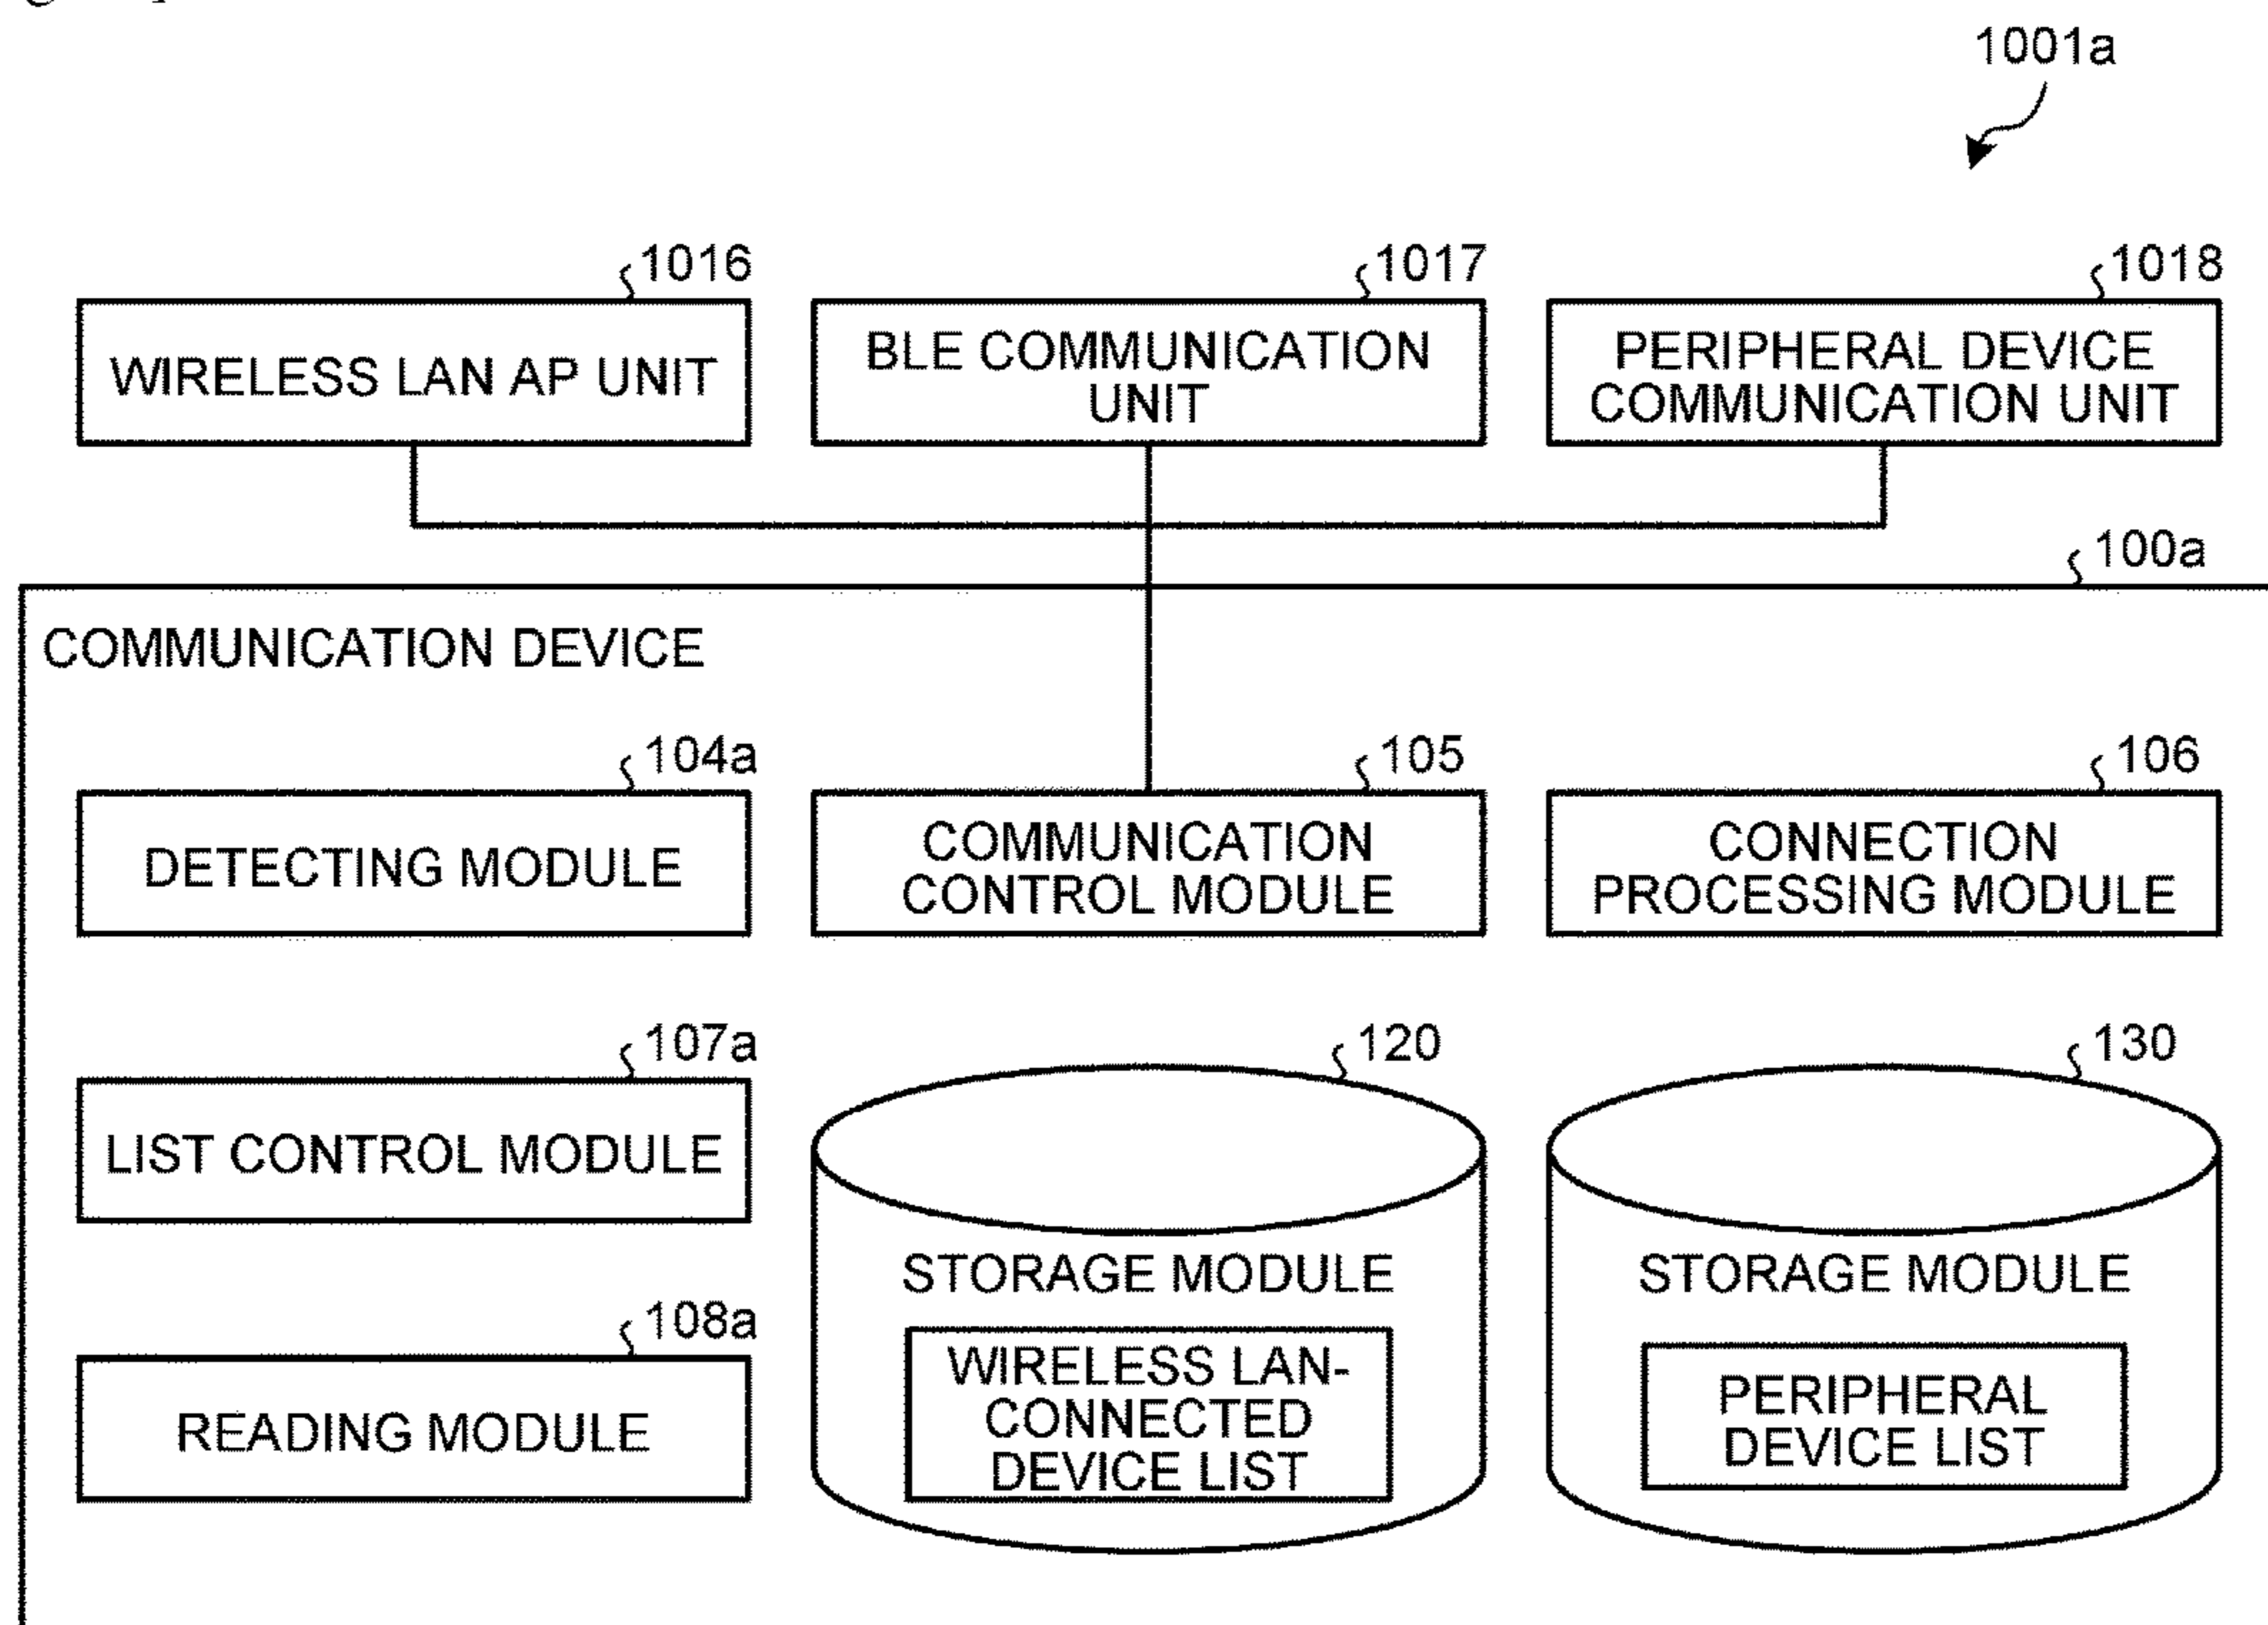 1001a
1016
1017
1018
WIRELESS LAN AP UNIT
BLE COMMUNICATION
UNIT
PERIPHERAL DEVICE
COMMUNICATION UNIT
100a
COMMUNICATION DEVICE
104a
105
106
DETECTING MODULE
COMMUNICATION
CONTROL MODULE
CONNECTION
PROCESSING MODULE
107a
120
130
LIST CONTROL MODULE
STORAGE MODULE
WIRELESS LAN-
CONNECTED
DEVICE LIST
STORAGE MODULE
PERIPHERAL
DEVICE LIST
108a
READING MODULE